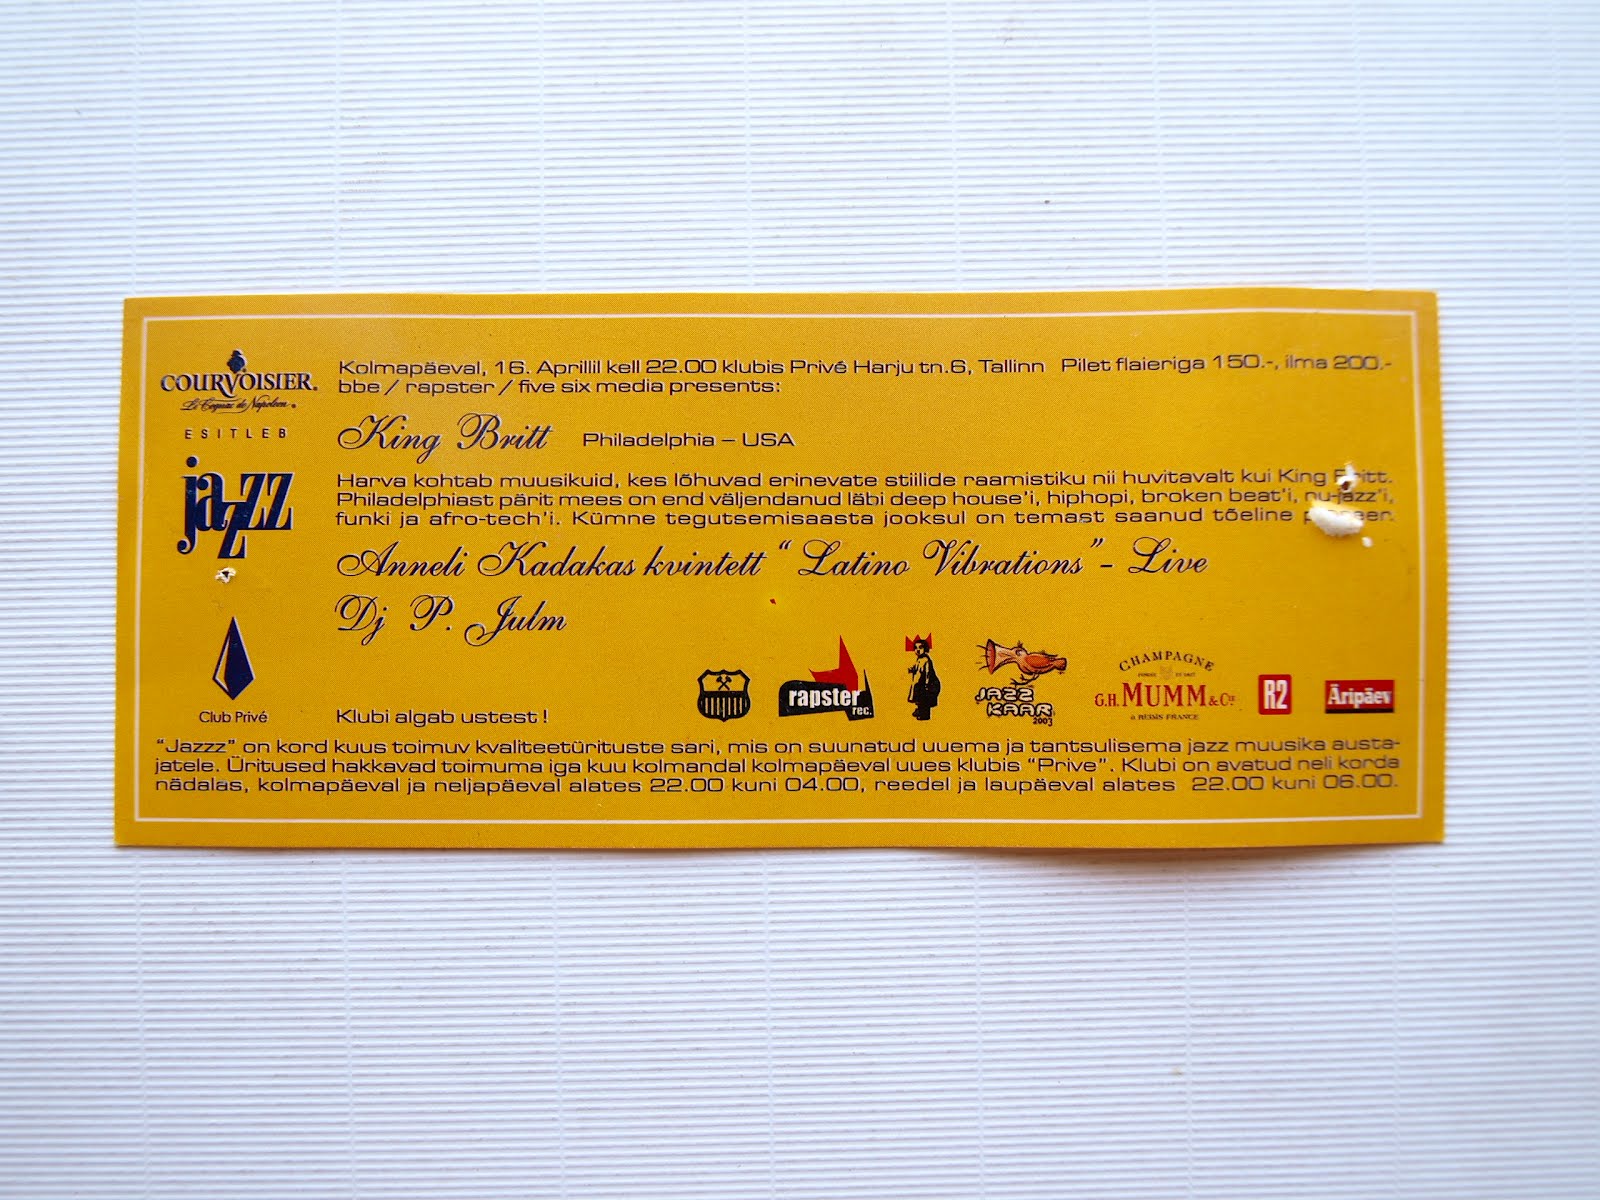 COURVOISIER.
Le Cognac de Napoleon.
ESITLEB
jazzz
Club Privé
Kolmapäeval, 16. Aprillil kell 22.00 klubis Privé Harju tn.6, Tallinn Pilet flaieriga 150.-, ilma 200.-
bbe / rapster / five six media presents:
King Britt Philadelphia – USA
Harva kohtab muusikuid, kes lõhuvad erinevate stiilide raamistiku nii huvitavalt kui King Britt.
Philadelphiast pärit mees on end väljendanud läbi deep house'i, hiphopi, broken beat'i, nu-jazz'i,
funki ja afro-tech'i. Kümne tegutsemisaasta jooksul on temast saanud tõeline
Anneli Kadakas kvintett “Latino Vibrations” - Live
Dj P. Julm
Klubi algab ustest !
rapster
rec.
JAZZ
KAAR
2003
CHAMPAGNE
G.H. MUMM & Cº
A REIMS FRANCE
R2
Äripäev
“Jazzz” on kord kuus toimuv kvaliteetürituste sari, mis on suunatud uuema ja tantsulisema jazz muusika austa-
jatele. Üritused hakkavad toimuma iga kuu kolmandal kolmapäeval uues klubis “Prive”. Klubi on avatud neli korda
nädalas, kolmapäeval ja neljapäeval alates 22.00 kuni 04.00, reedel ja laupäeval alates 22.00 kuni 06.00.